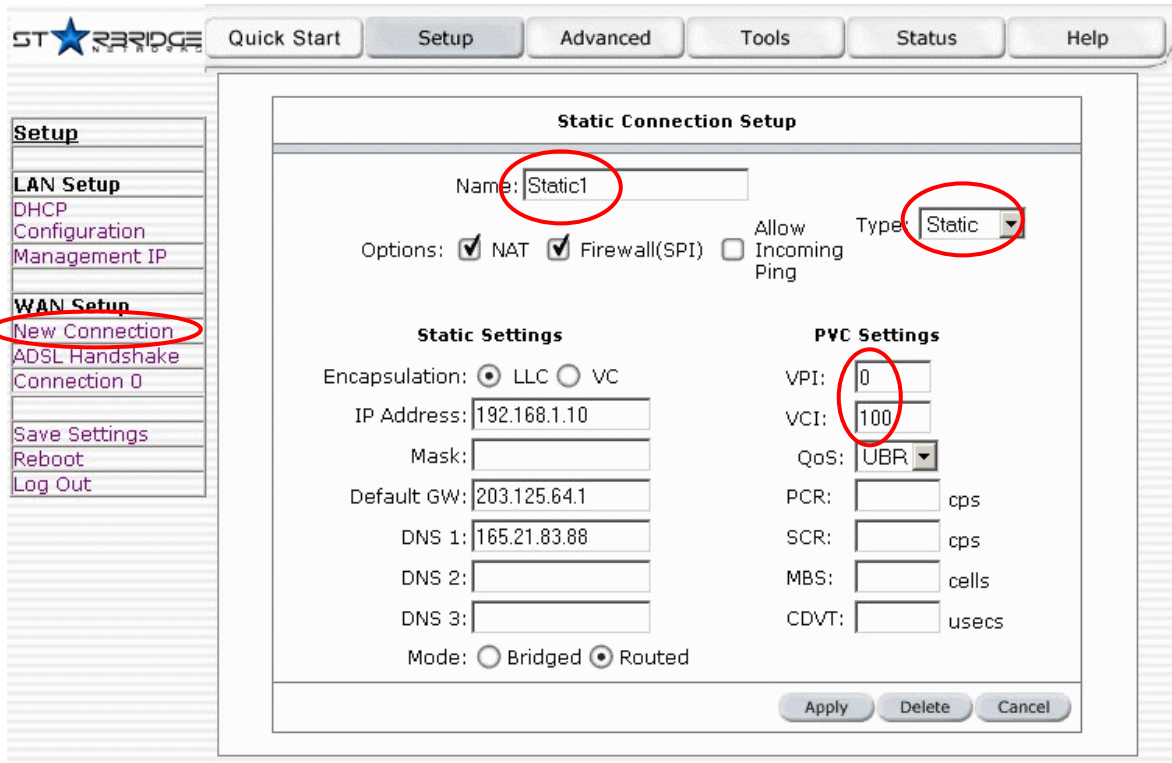 STARBRIDGE
NETWORKS
Quick Start
Setup
Advanced
Tools
Status
Help
Setup
LAN Setup
DHCP
Configuration
Management IP
WAN Setup
New Connection
ADSL Handshake
Connection 0
Save Settings
Reboot
Log Out
Static Connection Setup
Name: Static1
Type: Static
Options: NAT Firewall(SPI) Allow
Incoming
Ping
Static Settings
Encapsulation: LLC VC
IP Address: 192.168.1.10
Mask:
Default GW: 203.125.64.1
DNS 1: 165.21.83.88
DNS 2:
DNS 3:
Mode: Bridged Routed
PVC Settings
VPI: 0
VCI: 100
QoS: UBR
PCR: cps
SCR: cps
MBS: cells
CDVT: usecs
Apply
Delete
Cancel